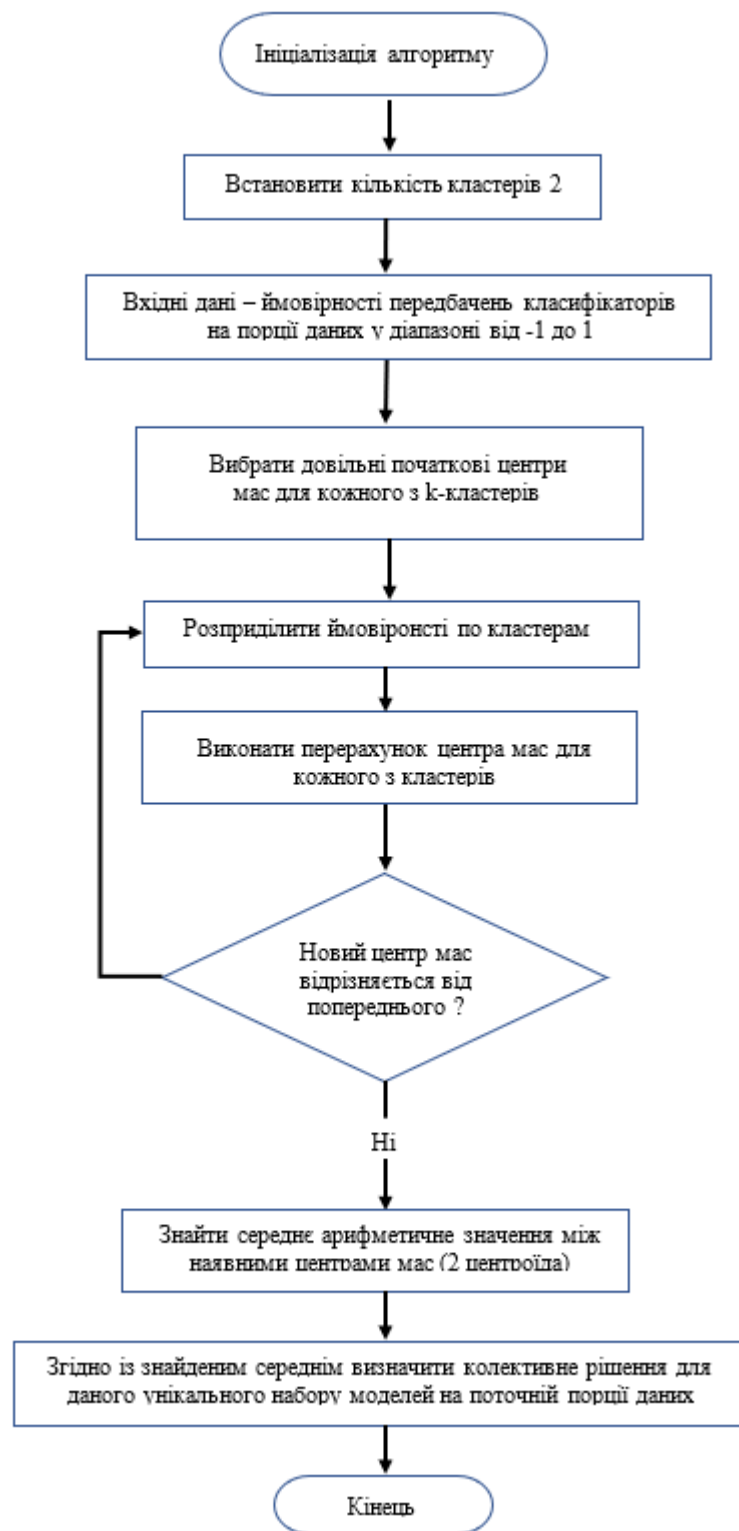 Ініціалізація алгоритму
Встановити кількість кластерів 2
Вхідні дані – ймовірності передбачень класифікаторів
на порції даних у діапазоні від -1 до 1
Вибрати довільні початкові центри
мас для кожного з k-кластерів
Розприділити ймовіронсті по кластерам
Виконати перерахунок центра мас для
кожного з кластерів
Новий центр мас
відрізняється від
попереднього ?
Ні
Знайти середнє арифметичне значення між
наявними центрами мас (2 центроїда)
Згідно із знайденим середнім визначити колективне рішення для
даного унікального набору моделей на поточній порції даних
Кінець